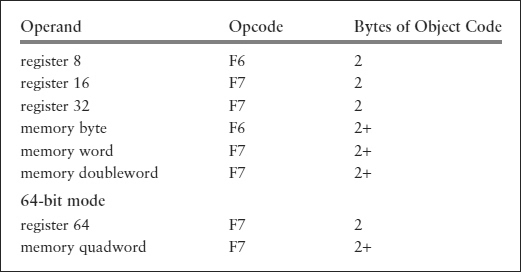 Operand Opcode Bytes of Object Code
register 8 F6 2
register 16 F7 2
register 32 F7 2
memory byte F6 2+
memory word F7 2+
memory doubleword F7 2+
64-bit mode
register 64 F7 2
memory quadword F7 2+